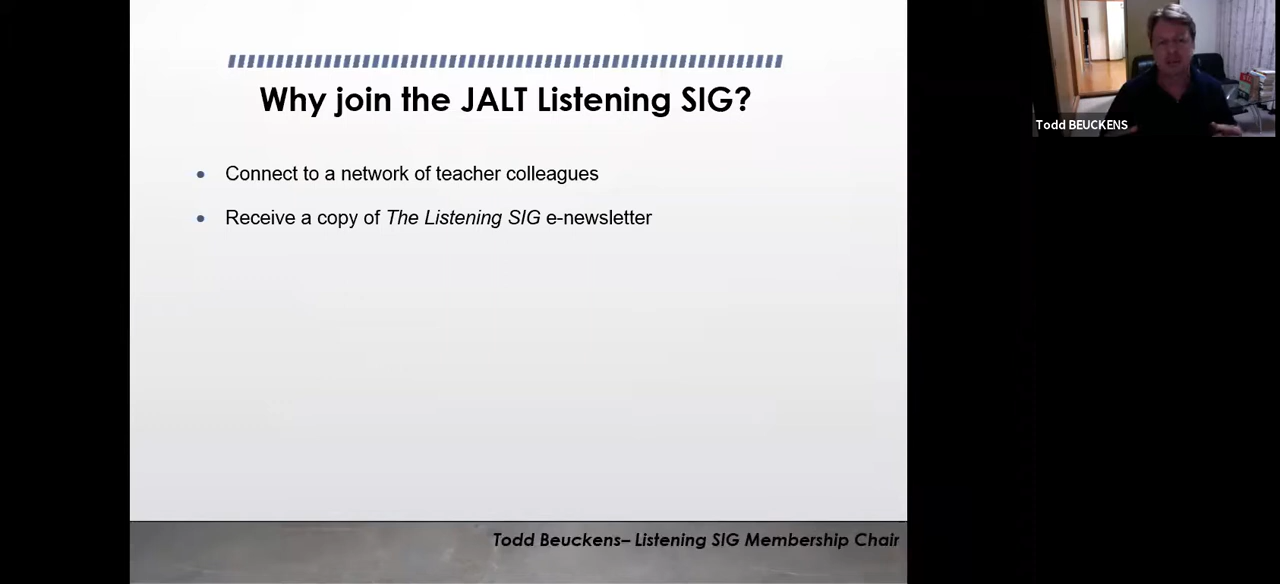 Why join the JALT Listening SIG?
Connect to a network of teacher colleagues
Receive a copy of The Listening SIG e-newsletter
Todd Beuckens– Listening SIG Membership Chair
Todd BEUCKENS